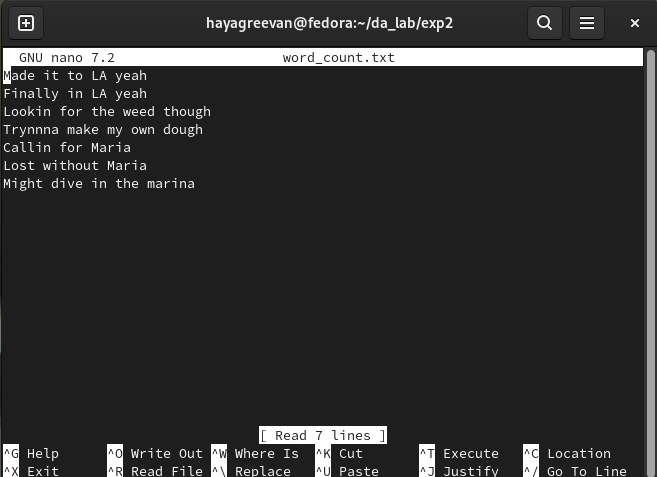 hayagreevan@fedora:~/da_lab/exp2
GNU nano 7.2 word_count.txt
Made it to LA yeah
Finally in LA yeah
Lookin for the weed though
Trynnna make my own dough
Callin for Maria
Lost without Maria
Might dive in the marina
[ Read 7 lines ]
^G Help ^O Write Out ^W Where Is ^K Cut ^T Execute ^C Location
^X Exit ^R Read File ^\ Replace ^U Paste ^J Justify ^/ Go To Line